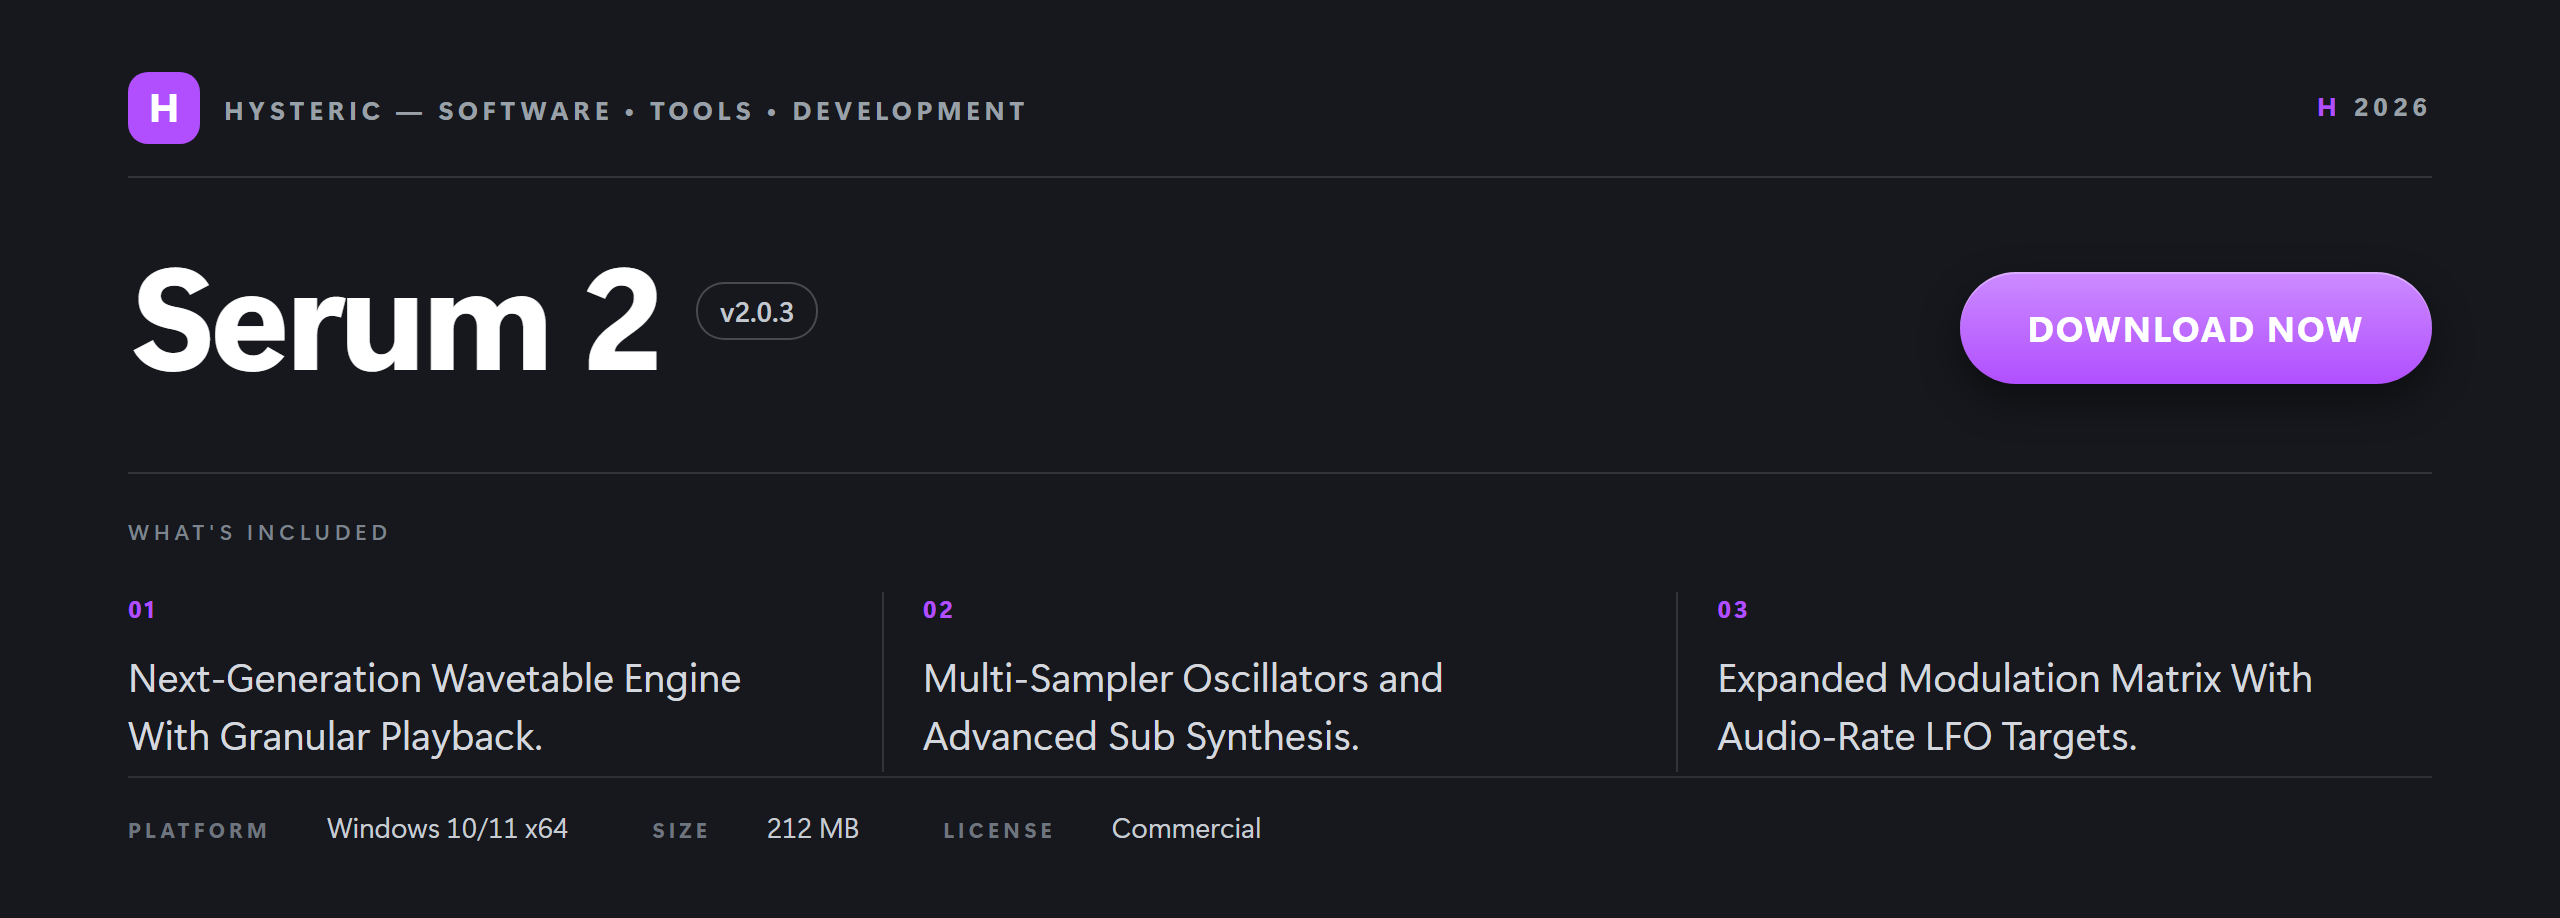 H HYSTERIC — SOFTWARE • TOOLS • DEVELOPMENT
H 2026
Serum 2 v2.0.3
DOWNLOAD NOW
WHAT'S INCLUDED
01
Next-Generation Wavetable Engine
With Granular Playback.
02
Multi-Sampler Oscillators and
Advanced Sub Synthesis.
03
Expanded Modulation Matrix With
Audio-Rate LFO Targets.
PLATFORM Windows 10/11 x64 SIZE 212 MB LICENSE Commercial